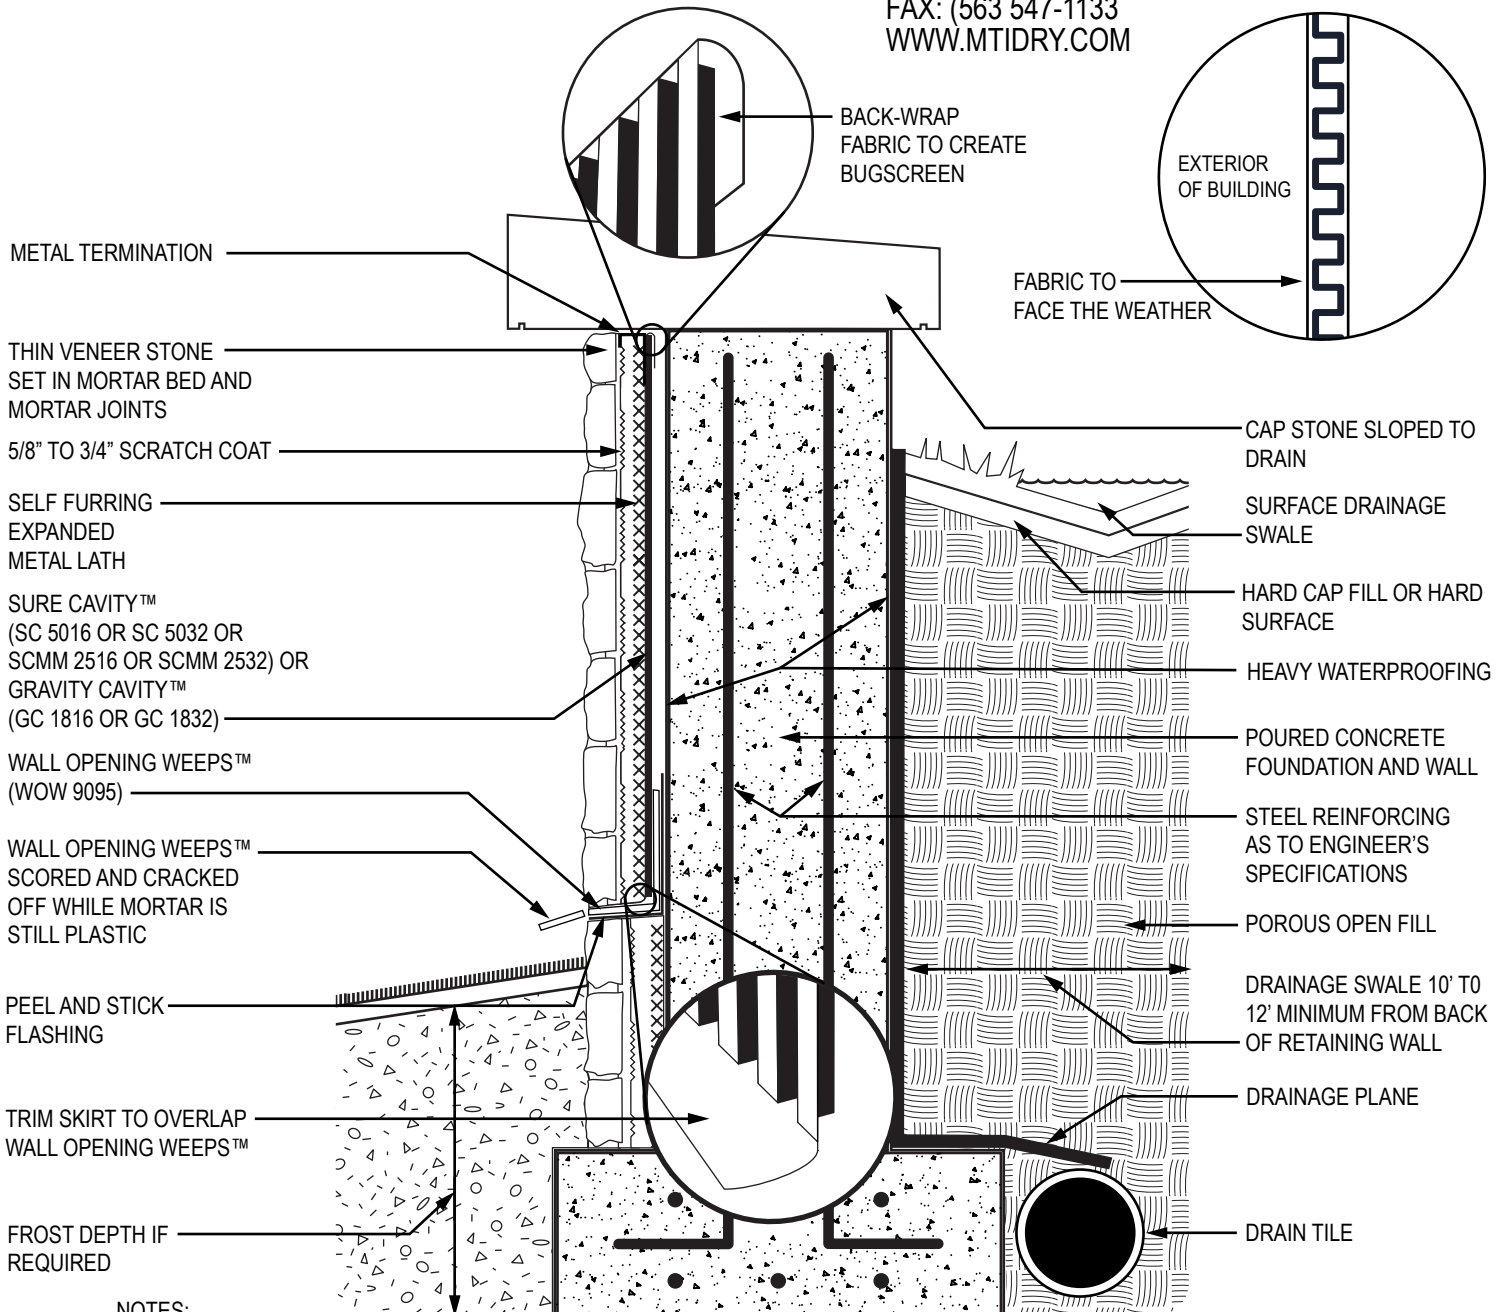 FAX: (563 547-1133
WWW.MTIDRY.COM
BACK-WRAP
FABRIC TO CREATE
BUGSCREEN
EXTERIOR
OF BUILDING
FABRIC TO
FACE THE WEATHER
METAL TERMINATION
THIN VENEER STONE
SET IN MORTAR BED AND
MORTAR JOINTS
5/8” TO 3/4” SCRATCH COAT
SELF FURRING
EXPANDED
METAL LATH
SURE CAVITY™
(SC 5016 OR SC 5032 OR
SCMM 2516 OR SCMM 2532) OR
GRAVITY CAVITY™
(GC 1816 OR GC 1832)
WALL OPENING WEEPS™
(WOW 9095)
WALL OPENING WEEPS™
SCORED AND CRACKED
OFF WHILE MORTAR IS
STILL PLASTIC
PEEL AND STICK
FLASHING
TRIM SKIRT TO OVERLAP
WALL OPENING WEEPS™
FROST DEPTH IF
REQUIRED
NOTES:
CAP STONE SLOPED TO
DRAIN
SURFACE DRAINAGE
SWALE
HARD CAP FILL OR HARD
SURFACE
HEAVY WATERPROOFING
POURED CONCRETE
FOUNDATION AND WALL
STEEL REINFORCING
AS TO ENGINEER’S
SPECIFICATIONS
POROUS OPEN FILL
DRAINAGE SWALE 10’ T0
12’ MINIMUM FROM BACK
OF RETAINING WALL
DRAINAGE PLANE
DRAIN TILE